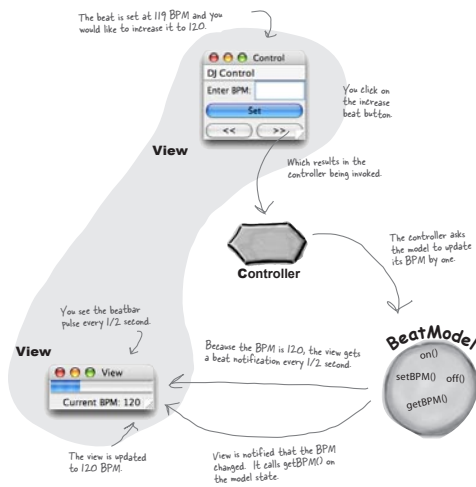 The beat is set at 119 BPM and you
would like to increase it to 120.
Control
DJ Control
Enter BPM:
Set
<<
>>
You click on
the increase
beat button.
View
Which results in the
controller being invoked.
Controller
The controller asks
the model to update
its BPM by one.
You see the beatbar
pulse every 1/2 second.
View
View
Current BPM: 120
Because the BPM is 120, the view gets
a beat notification every 1/2 second.
BeatModel
on()
setBPM()
off()
getBPM()
The view is updated
to 120 BPM.
View is notified that the BPM
changed. It calls getBPM() on
the model state.